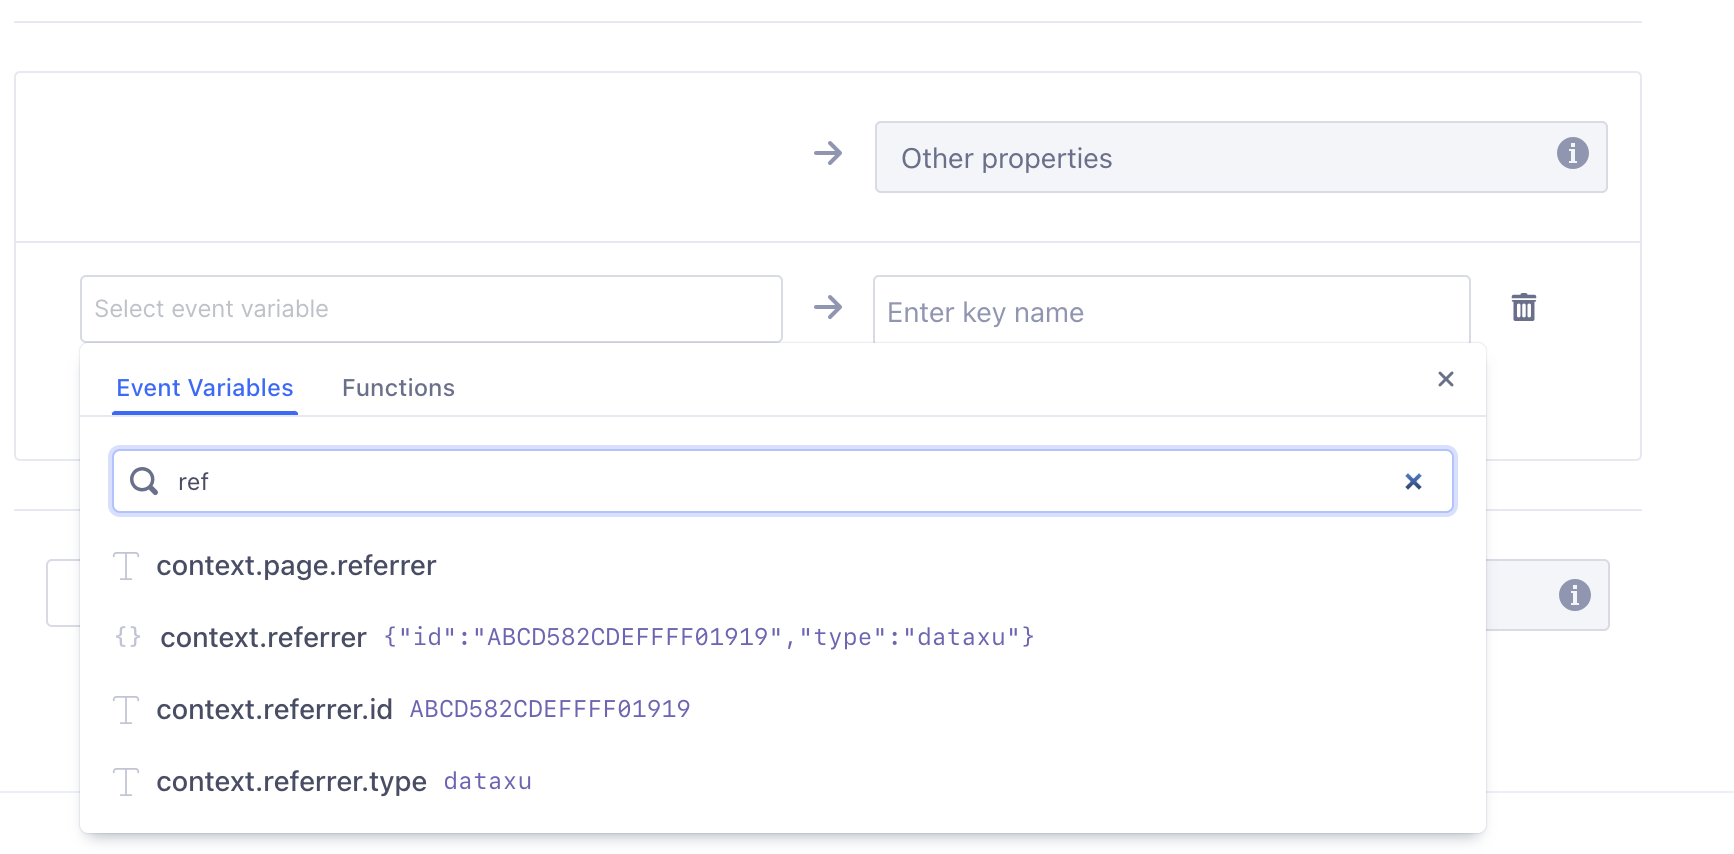 Other properties
Select event variable
Enter key name
Event Variables Functions
ref
context.page.referrer
{} context.referrer {"id":"ABCD582CDEFFFF01919","type":"dataxu"}
context.referrer.id ABCD582CDEFFFF01919
context.referrer.type dataxu